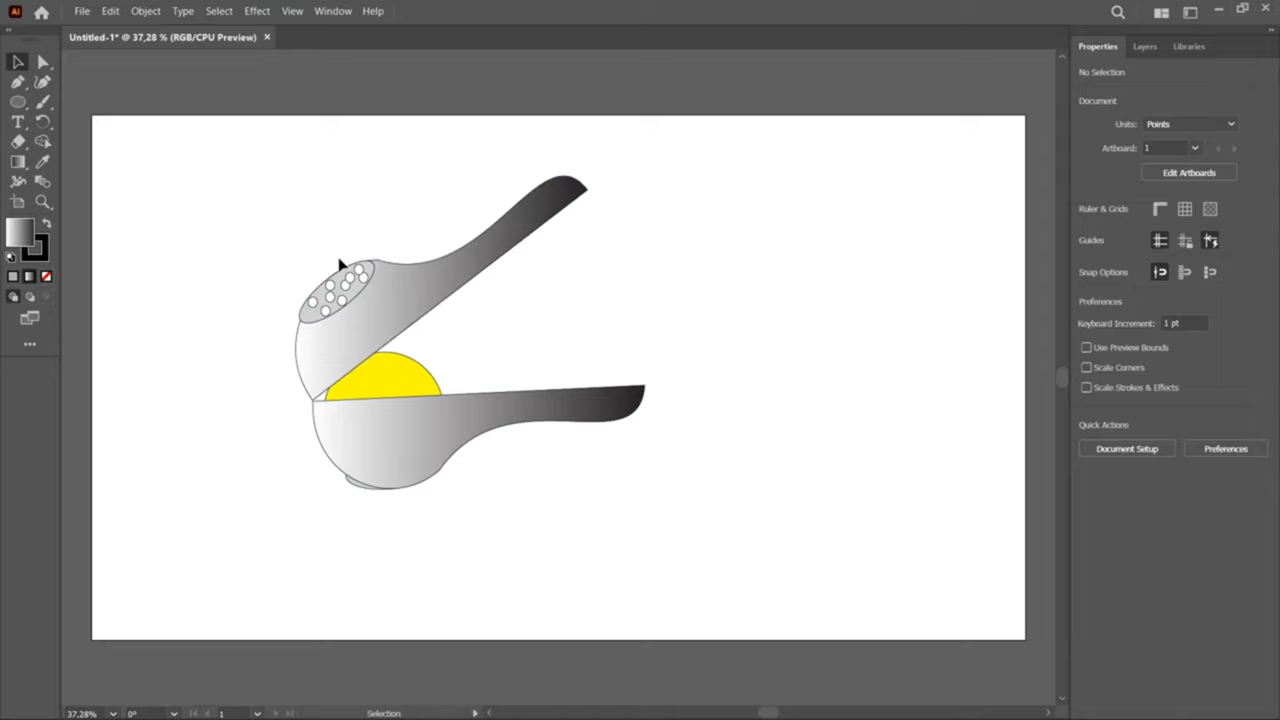 Ai File Edit Object Type Select Effect View Window Help
Untitled-1* @ 37,28 % (RGB/CPU Preview) ×
Properties Layers Libraries
No Selection
Document
Units: Points
Artboard: 1
Edit Artboards
Ruler & Grids
Guides
Snap Options
Preferences
Keyboard Increment: 1 pt
Use Preview Bounds
Scale Corners
Scale Strokes & Effects
Quick Actions
Document Setup Preferences
37,28% 0° 1 Selection